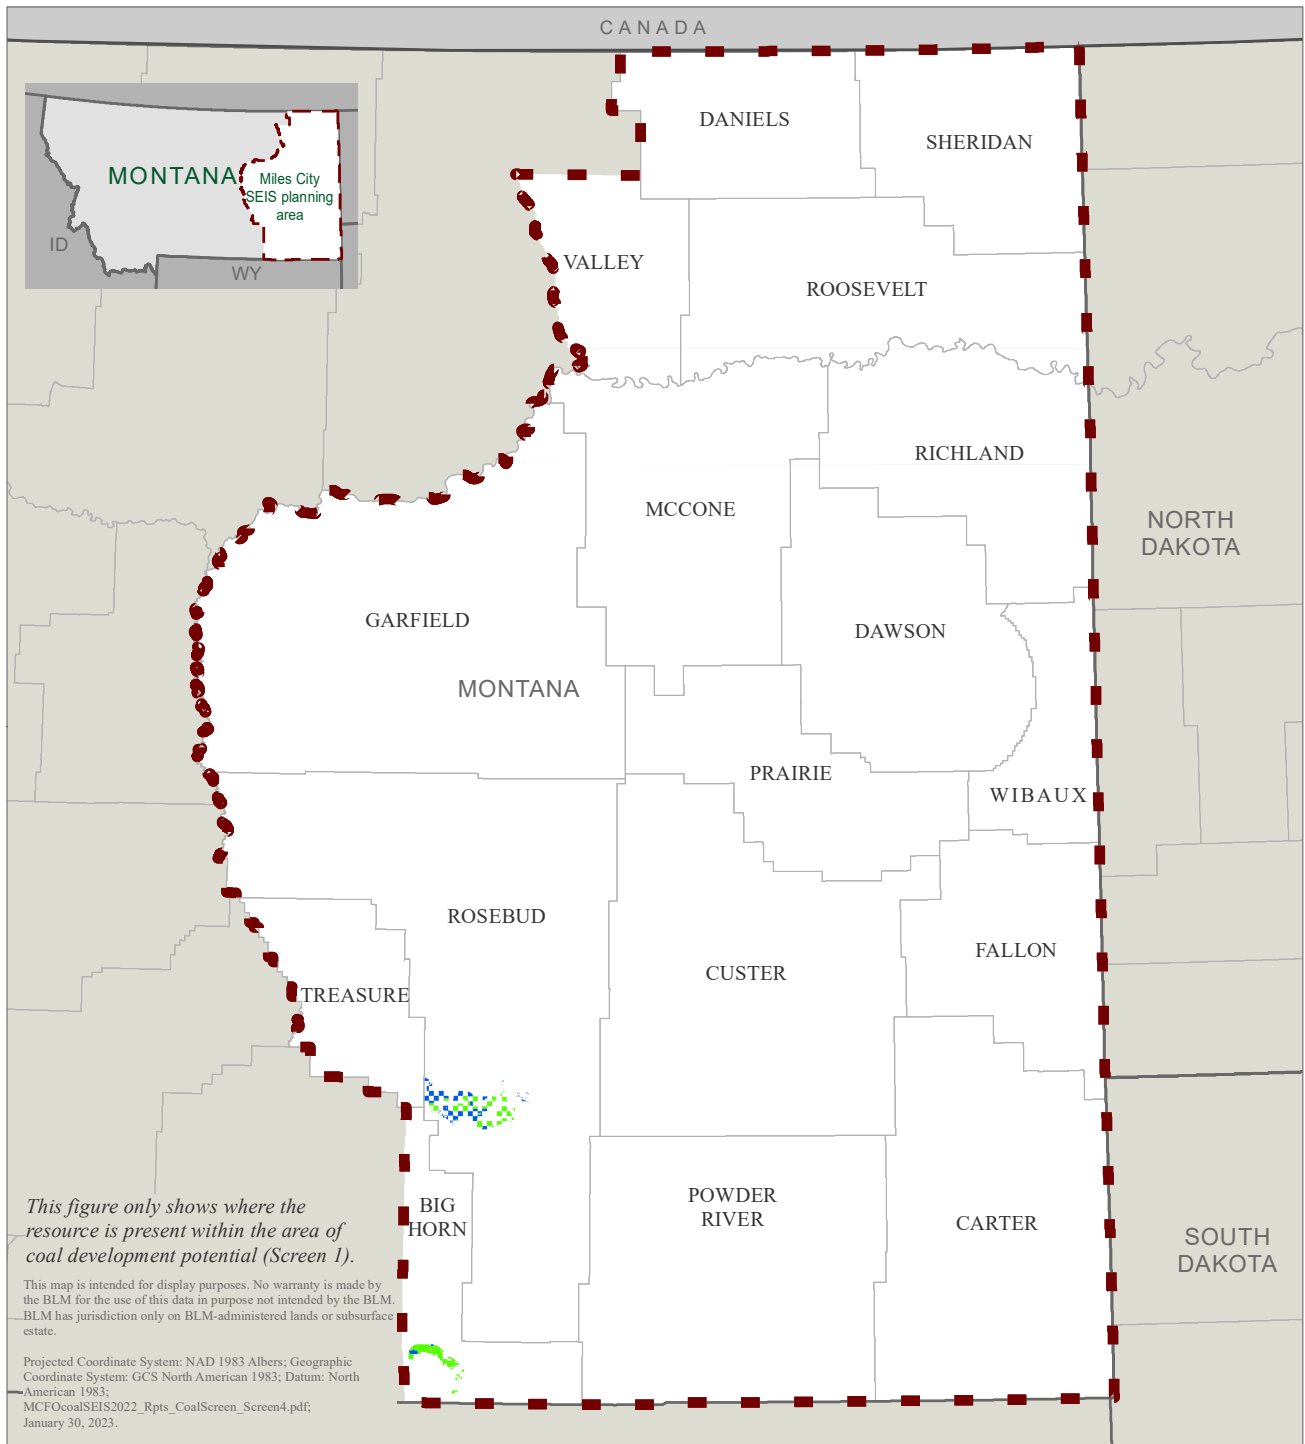 CANADA
DANIELS
SHERIDAN
MONTANA
Miles City
SEIS planning
area
ID
WY
VALLEY
ROOSEVELT
RICHLAND
MCCONE
NORTH
DAKOTA
GARFIELD
DAWSON
MONTANA
PRAIRIE
WIBAUX
ROSEBUD
FALLON
CUSTER
TREASURE
POWDER
RIVER
BIG
HORN
CARTER
SOUTH
DAKOTA
This figure only shows where the
resource is present within the area of
coal development potential (Screen 1).
This map is intended for display purposes. No warranty is made by
the BLM for the use of this data in purpose not intended by the BLM.
BLM has jurisdiction only on BLM-administered lands or subsurface
estate.
Projected Coordinate System: NAD 1983 Albers; Geographic
Coordinate System: GCS North American 1983; Datum: North
American 1983;
MCFOcoalSEIS2022_Rpts_CoalScreen_Screen4.pdf;
January 30, 2023.